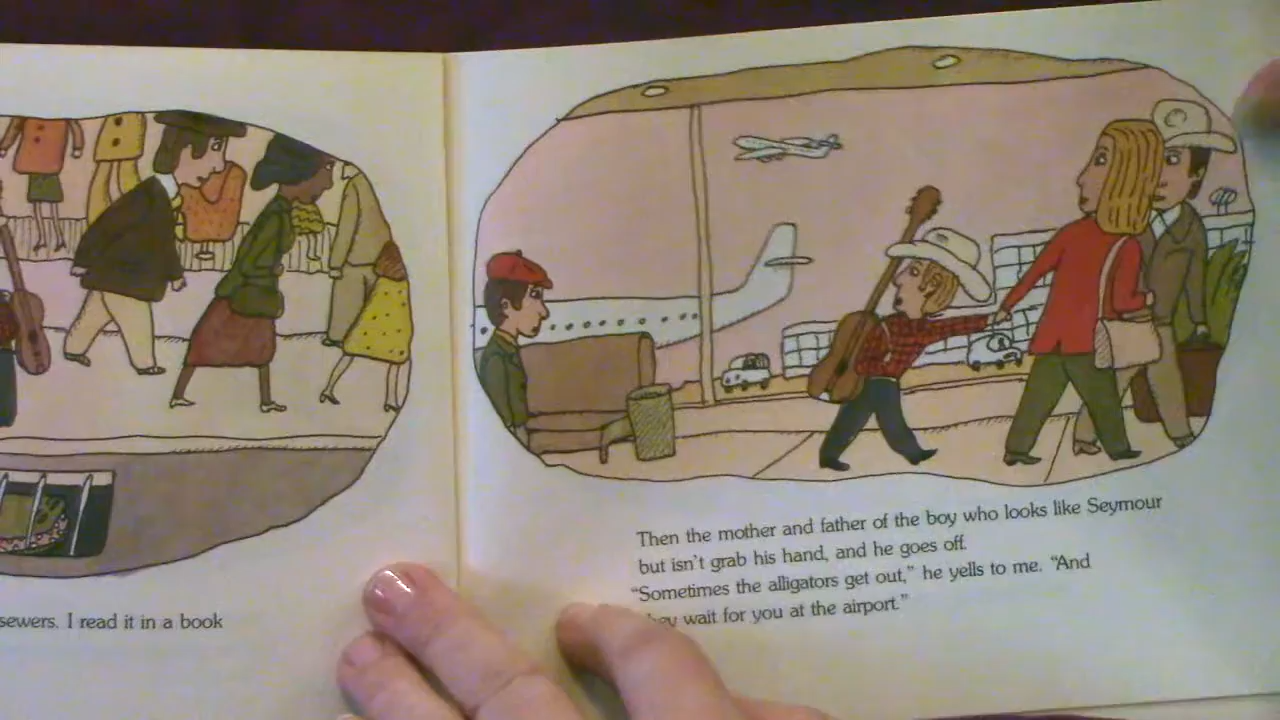 sewers. I read it in a book
Then the mother and father of the boy who looks like Seymour
but isn't grab his hand, and he goes off.
"Sometimes the alligators get out," he yells to me. "And
wait for you at the airport."